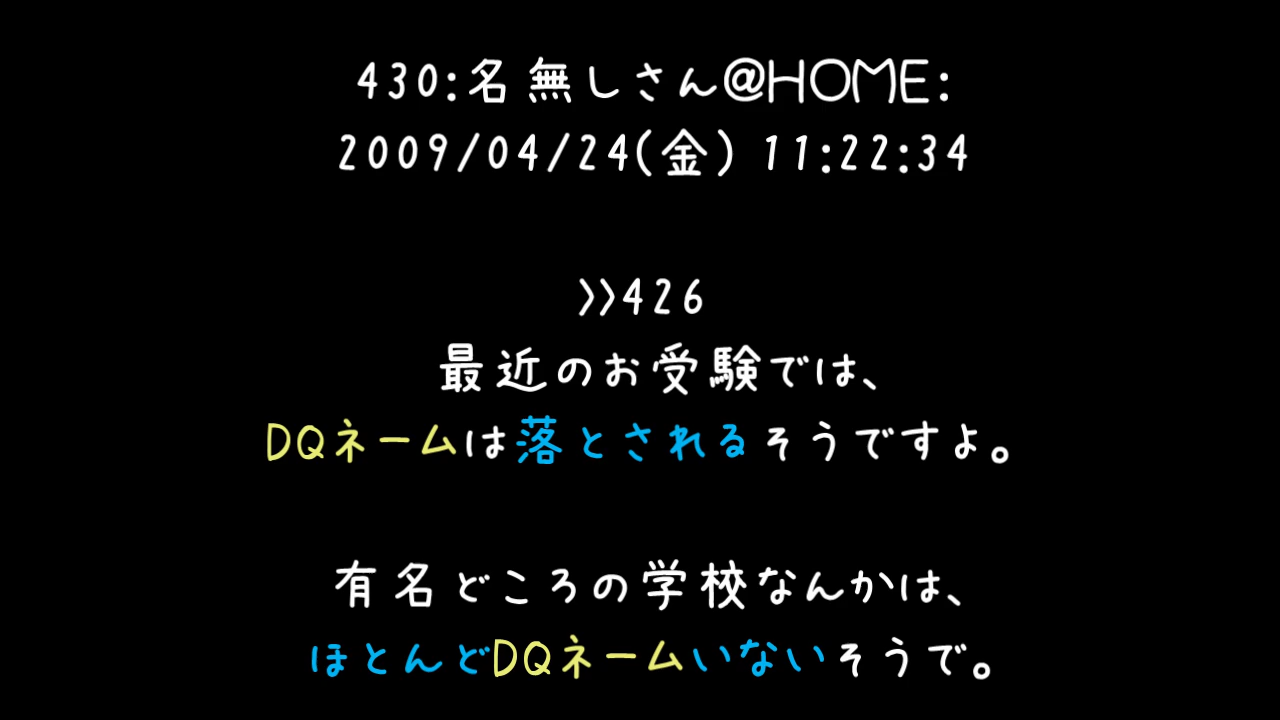 430:名無しさん@HOME:
2009/04/24(金) 11:22:34
>>426
最近のお受験では、
DQネームは落とされるそうですよ。
有名どころの学校なんかは、
ほとんどDQネームいないそうで。